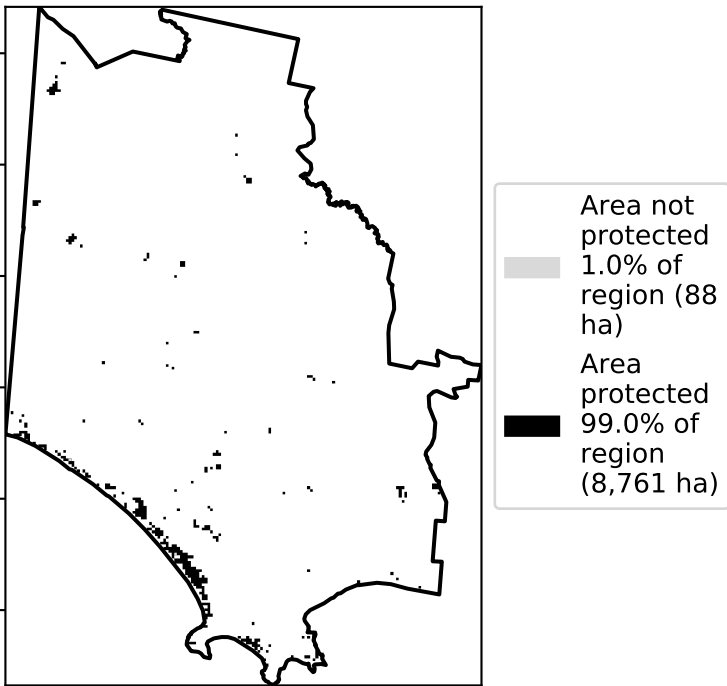 Area not
protected
1.0% of
region (88
ha)
Area
protected
99.0% of
region
(8,761 ha)